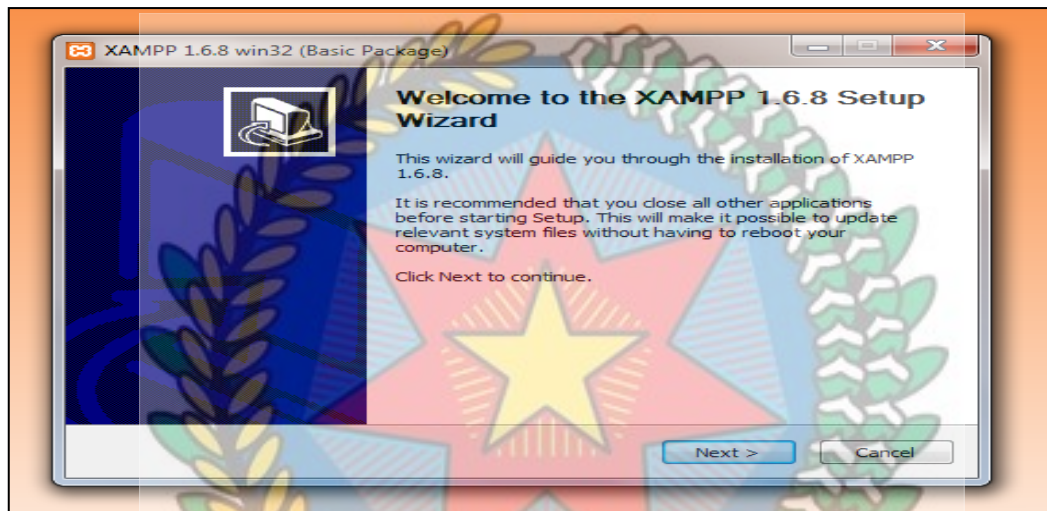 XAMPP 1.6.8 win32 (Basic Package)
Welcome to the XAMPP 1.6.8 Setup
Wizard
This wizard will guide you through the installation of XAMPP
1.6.8.
It is recommended that you close all other applications
before starting Setup. This will make it possible to update
relevant system files without having to reboot your
computer.
Click Next to continue.
Next >
Cancel